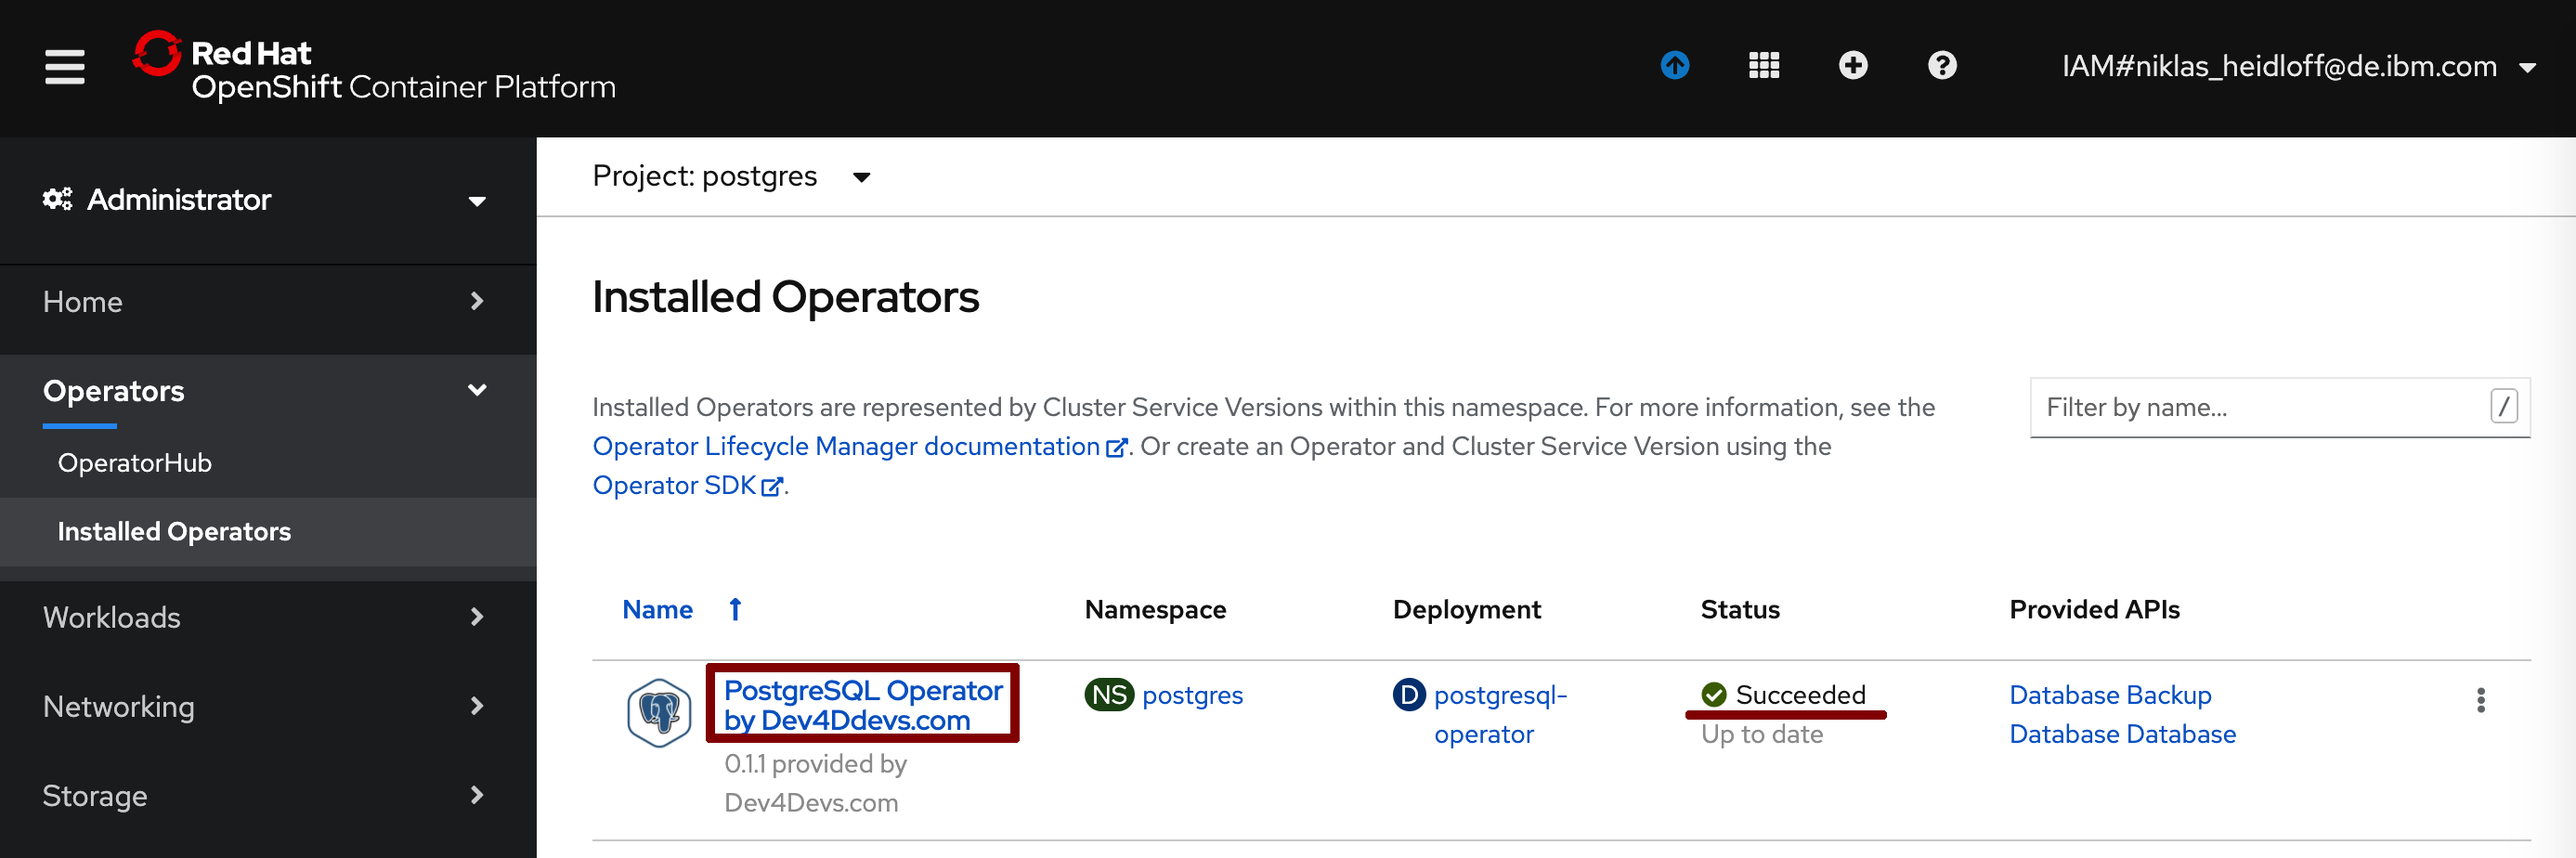 Red Hat
OpenShift Container Platform
IAM#niklas_heidloff@de.ibm.com
Administrator
Home
Operators
OperatorHub
Installed Operators
Workloads
Networking
Storage
Project: postgres
Installed Operators
Installed Operators are represented by Cluster Service Versions within this namespace. For more information, see the
Operator Lifecycle Manager documentation. Or create an Operator and Cluster Service Version using the
Operator SDK.
Filter by name...
/
Name Namespace Deployment Status Provided APIs
PostgreSQL Operator
by Dev4Ddevs.com
0.1.1 provided by
Dev4Devs.com
NS postgres
D postgresql-
operator
Succeeded
Up to date
Database Backup
Database Database